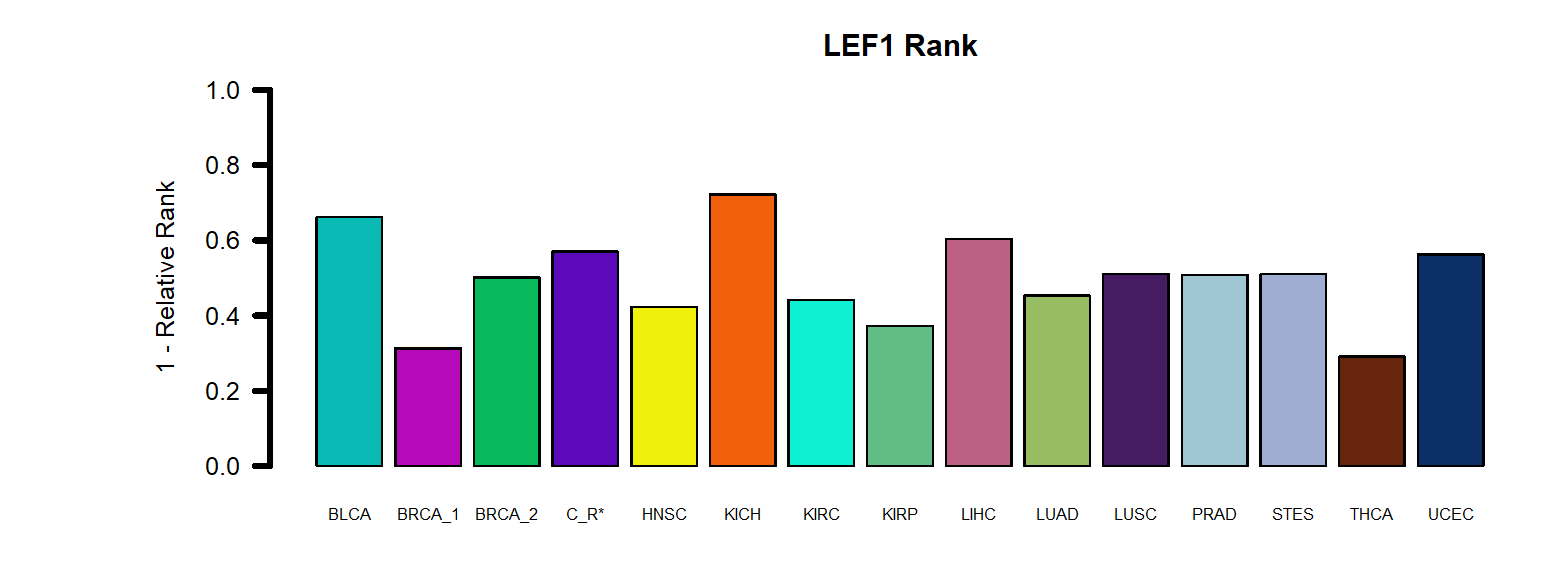 LEF1 Rank
1 - Relative Rank
1.0
0.8
0.6
0.4
0.2
0.0
BLCA BRCA_1 BRCA_2 C_R* HNSC KICH KIRC KIRP LIHC LUAD LUSC PRAD STES THCA UCEC